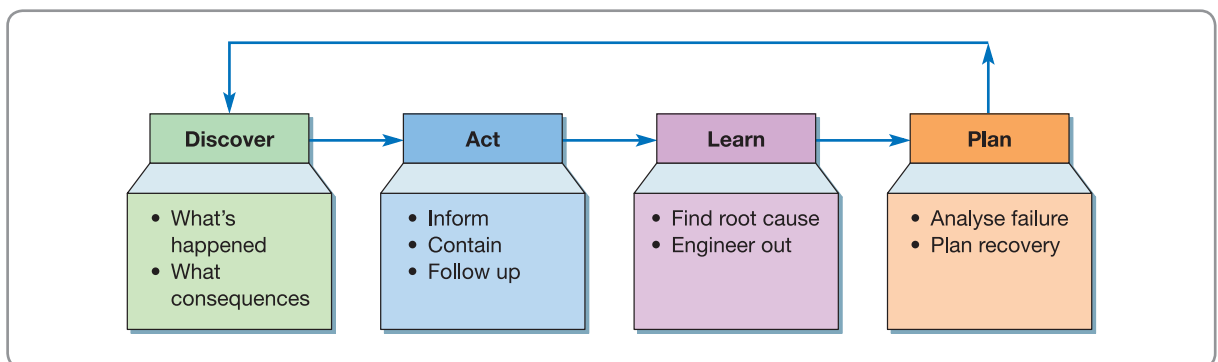 Discover
Act
Learn
Plan
• What's
happened
• What
consequences
• Inform
• Contain
• Follow up
• Find root cause
• Engineer out
• Analyse failure
• Plan recovery